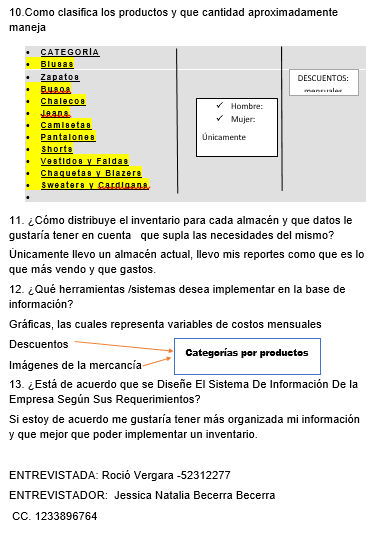 10.Como clasifica los productos y que cantidad aproximadamente
maneja
CATEGORÍA
Blusas
Zapatos
Busos
Chalecos
Jeans
Camisetas
Pantalones
Shorts
Vestidos y Faldas
Chaquetas y Blazers
Sweaters y Cardigans
Hombre:
Mujer:
Únicamente
DESCUENTOS:
mensuales
11. ¿Cómo distribuye el inventario para cada almacén y que datos le
gustaría tener en cuenta que supla las necesidades del mismo?
Únicamente llevo un almacén actual, llevo mis reportes como que es lo
que más vendo y que gastos.
12. ¿Qué herramientas /sistemas desea implementar en la base de
información?
Gráficas, las cuales representa variables de costos mensuales
Descuentos
Categorías por productos
Imágenes de la mercancía
13. ¿Está de acuerdo que se Diseñe El Sistema De Información De la
Empresa Según Sus Requerimientos?
Si estoy de acuerdo me gustaría tener más organizada mi información
y que mejor que poder implementar un inventario.
ENTREVISTADA: Roció Vergara -52312277
ENTREVISTADOR: Jessica Natalia Becerra Becerra
CC. 1233896764